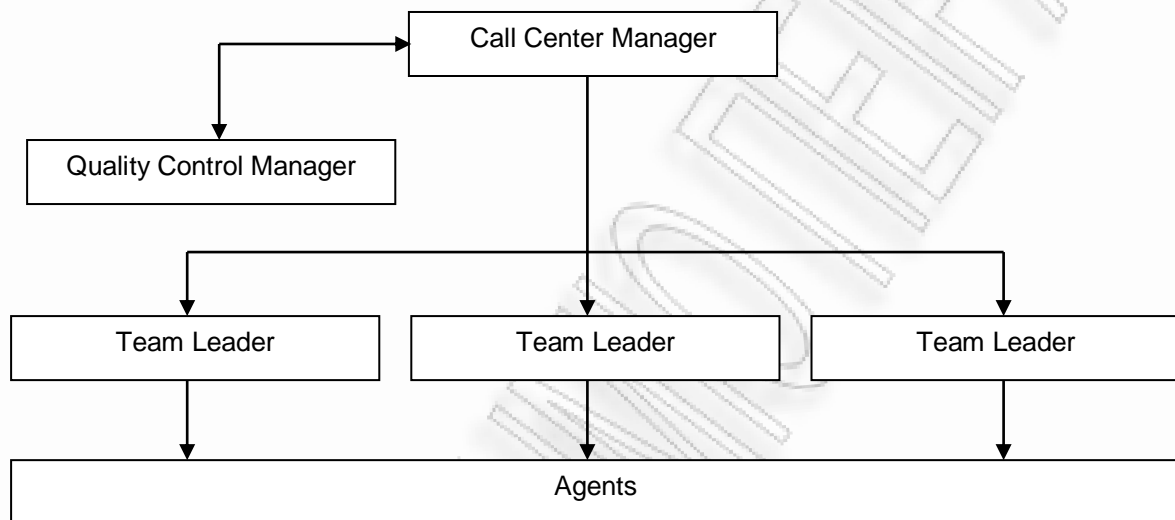 Call Center Manager
Quality Control Manager
Team Leader
Team Leader
Team Leader
Agents